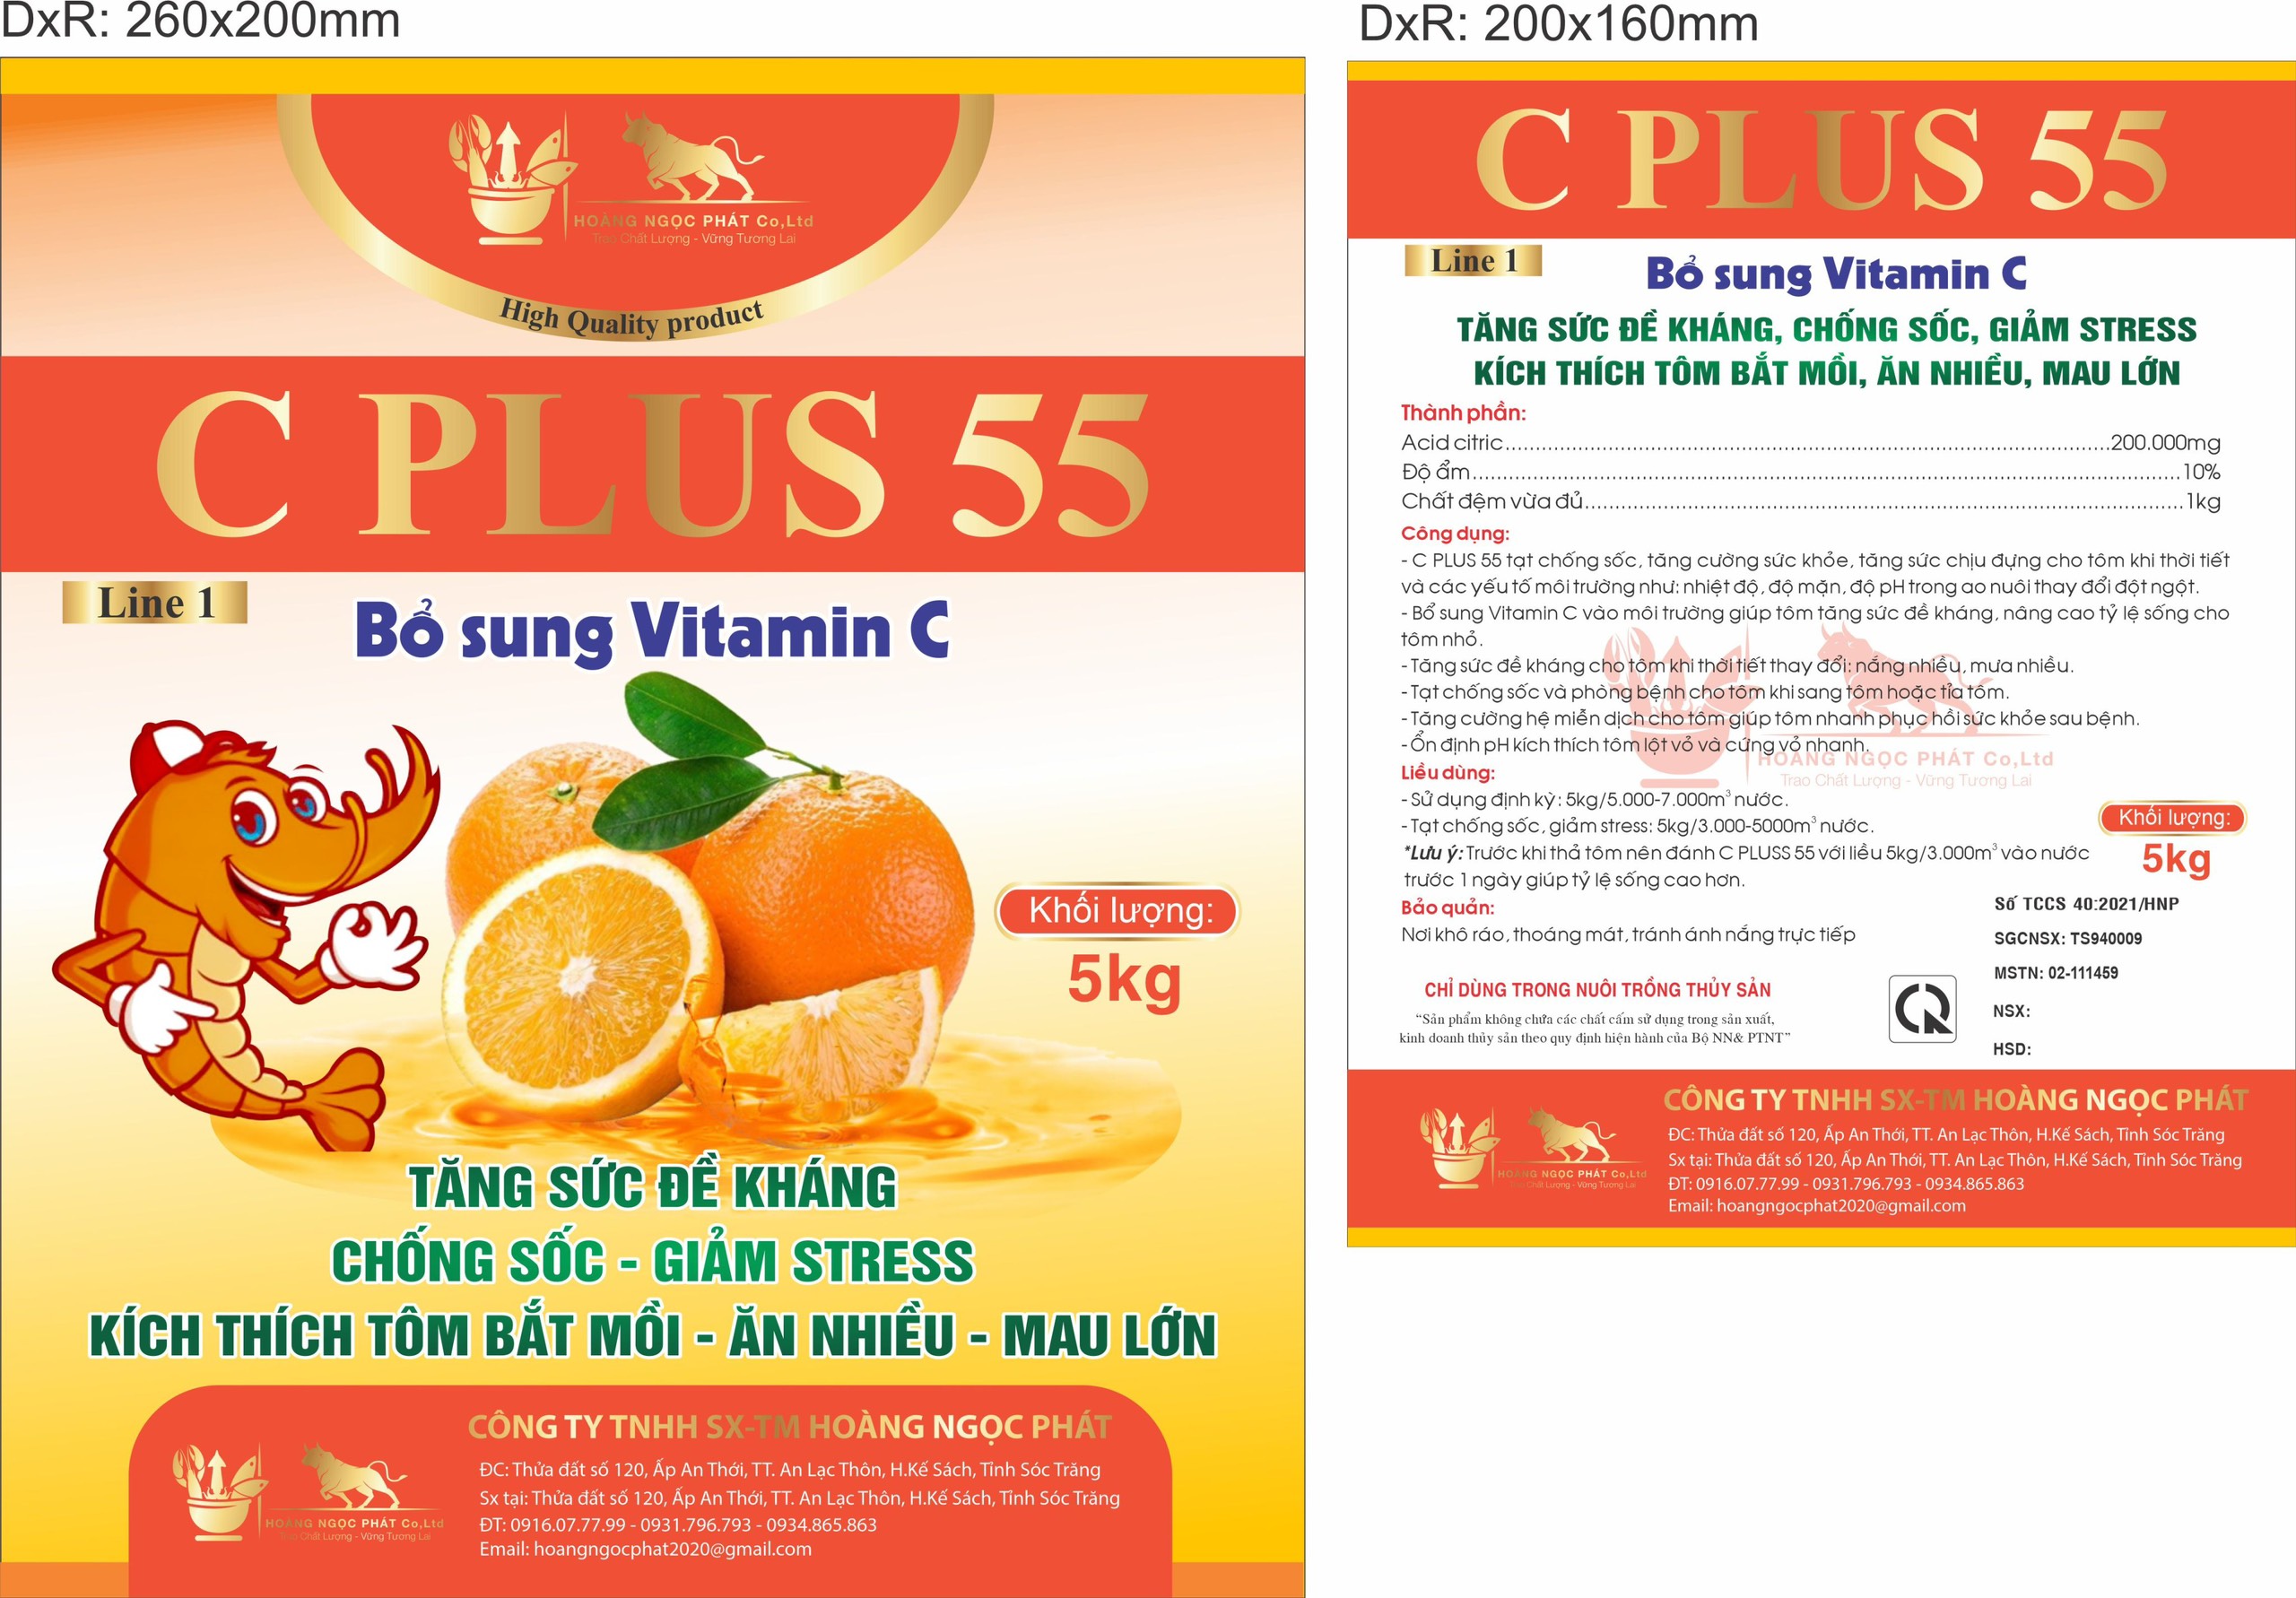 DxR: 260x200mm
HOÀNG NGỌC PHÁT Co,Ltd
Trao Chất Lượng - Vững Tương Lai
High Quality product
C PLUS 55
Line 1
Bổ sung Vitamin C
Khối lượng:
5kg
TĂNG SỨC ĐỀ KHÁNG
CHỐNG SỐC - GIẢM STRESS
KÍCH THÍCH TÔM BẮT MỒI - ĂN NHIỀU - MAU LỚN
CÔNG TY TNHH SX-TM HOÀNG NGỌC PHÁT
ĐC: Thửa đất số 120, Ấp An Thới, TT. An Lạc Thôn, H.Kế Sách, Tỉnh Sóc Trăng
Sx tại: Thửa đất số 120, Ấp An Thới, TT. An Lạc Thôn, H.Kế Sách, Tỉnh Sóc Trăng
ĐT: 0916.07.77.99 - 0931.796.793 - 0934.865.863
Email: hoangngocphat2020@gmail.com
HOÀNG NGỌC PHÁT Co,Ltd
Trao Chất Lượng - Vững Tương Lai
DxR: 200x160mm
C PLUS 55
Line 1
Bổ sung Vitamin C
TĂNG SỨC ĐỀ KHÁNG, CHỐNG SỐC, GIẢM STRESS
KÍCH THÍCH TÔM BẮT MỒI, ĂN NHIỀU, MAU LỚN
Thành phần:
Acid citric.....200.000mg
Độ ẩm.....10%
Chất đệm vừa đủ.....1kg
Công dụng:
- C PLUS 55 tạt chống sốc, tăng cường sức khỏe, tăng sức chịu đựng cho tôm khi thời tiết
và các yếu tố môi trường như: nhiệt độ, độ mặn, độ pH trong ao nuôi thay đổi đột ngột.
- Bổ sung Vitamin C vào môi trường giúp tôm tăng sức đề kháng, nâng cao tỷ lệ sống cho
tôm nhỏ.
- Tăng sức đề kháng cho tôm khi thời tiết thay đổi: nắng nhiều, mưa nhiều.
- Tạt chống sốc và phòng bệnh cho tôm khi sang tôm hoặc tỉa tôm.
- Tăng cường hệ miễn dịch cho tôm giúp tôm nhanh phục hồi sức khỏe sau bệnh.
- Ổn định pH kích thích tôm lột vỏ và cứng vỏ nhanh.
HOÀNG NGỌC PHÁT Co,Ltd
Trao Chất Lượng - Vững Tương Lai
Liều dùng:
- Sử dụng định kỳ: 5kg/5.000-7.000m³ nước.
- Tạt chống sốc, giảm stress: 5kg/3.000-5000m³ nước.
*Lưu ý: Trước khi thả tôm nên đánh C PLUSS 55 với liều 5kg/3.000m³ vào nước
trước 1 ngày giúp tỷ lệ sống cao hơn.
Khối lượng:
5kg
Bảo quản:
Nơi khô ráo, thoáng mát, tránh ánh nắng trực tiếp
Số TCCS 40:2021/HNP
SGCNSX: TS940009
MSTN: 02-111459
NSX:
HSD:
CHỈ DÙNG TRONG NUÔI TRỒNG THỦY SẢN
“Sản phẩm không chứa các chất cấm sử dụng trong sản xuất,
kinh doanh thủy sản theo quy định hiện hành của Bộ NN& PTNT”
CÔNG TY TNHH SX-TM HOÀNG NGỌC PHÁT
ĐC: Thửa đất số 120, Ấp An Thới, TT. An Lạc Thôn, H.Kế Sách, Tỉnh Sóc Trăng
Sx tại: Thửa đất số 120, Ấp An Thới, TT. An Lạc Thôn, H.Kế Sách, Tỉnh Sóc Trăng
ĐT: 0916.07.77.99 - 0931.796.793 - 0934.865.863
Email: hoangngocphat2020@gmail.com
HOÀNG NGỌC PHÁT Co,Ltd
Trao Chất Lượng - Vững Tương Lai